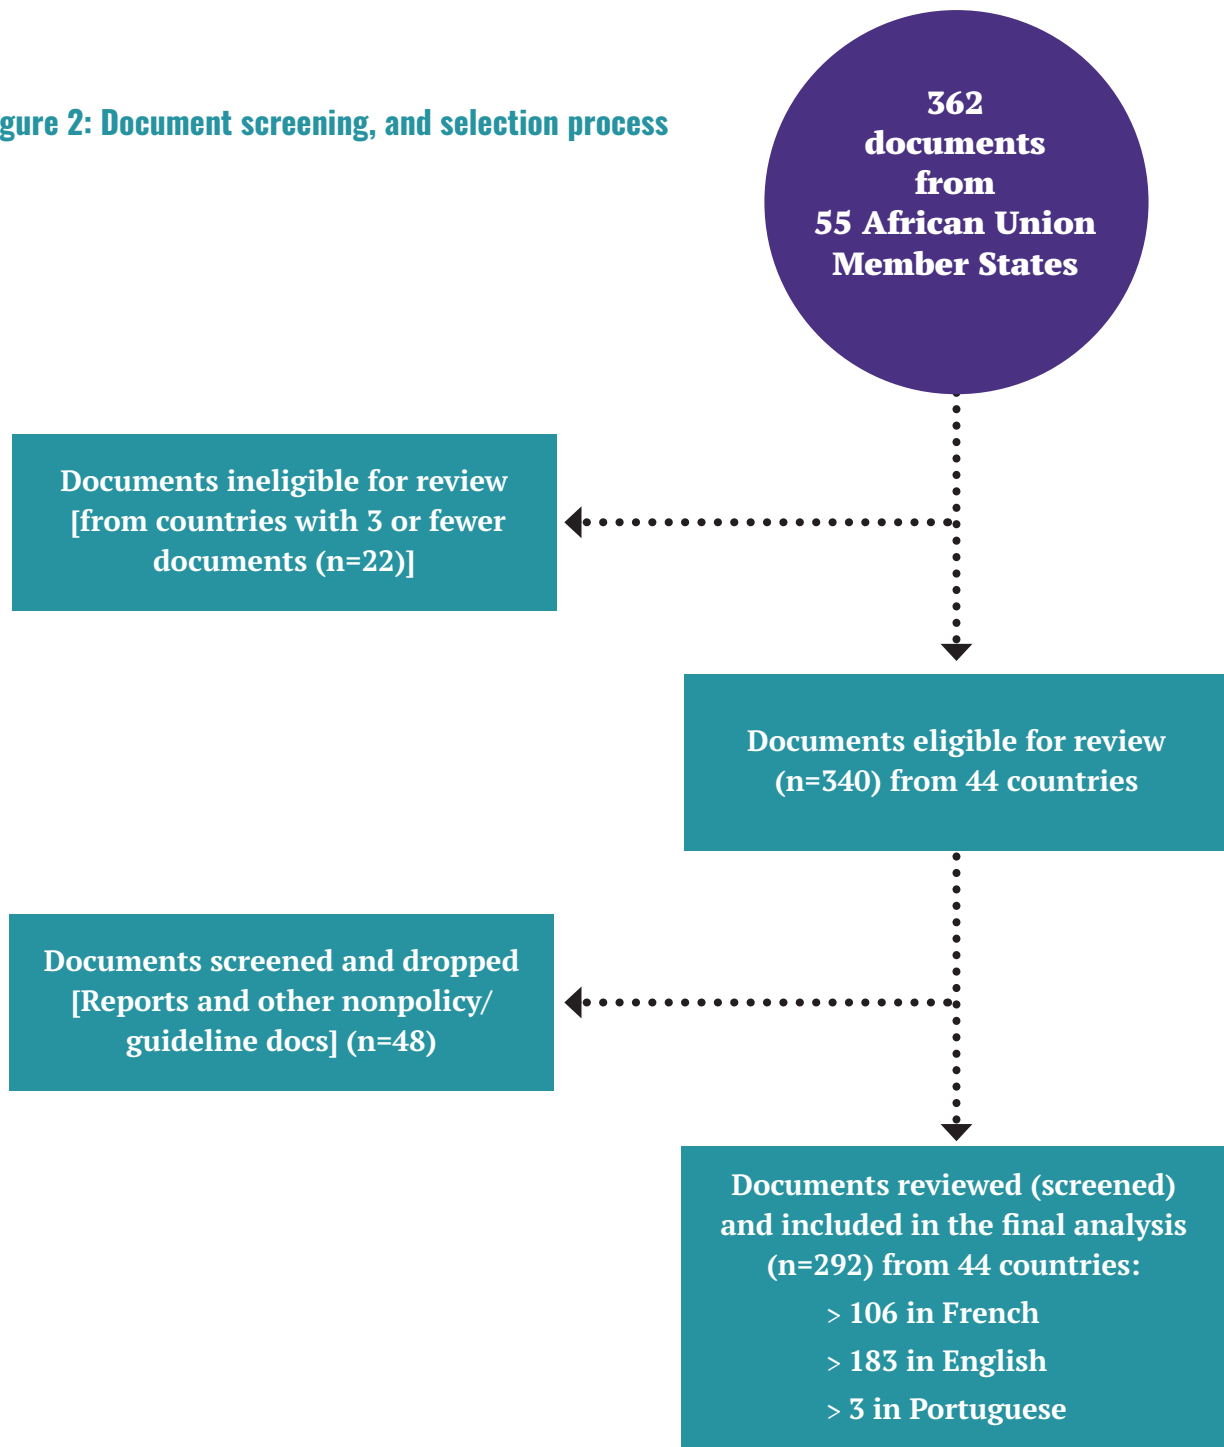 gure 2: Document screening, and selection process
362
documents
from
55 African Union
Member States
Documents ineligible for review
[from countries with 3 or fewer
documents (n=22)]
Documents eligible for review
(n=340) from 44 countries
Documents screened and dropped
[Reports and other nonpolicy/
guideline docs] (n=48)
Documents reviewed (screened)
and included in the final analysis
(n=292) from 44 countries:
> 106 in French
> 183 in English
> 3 in Portuguese